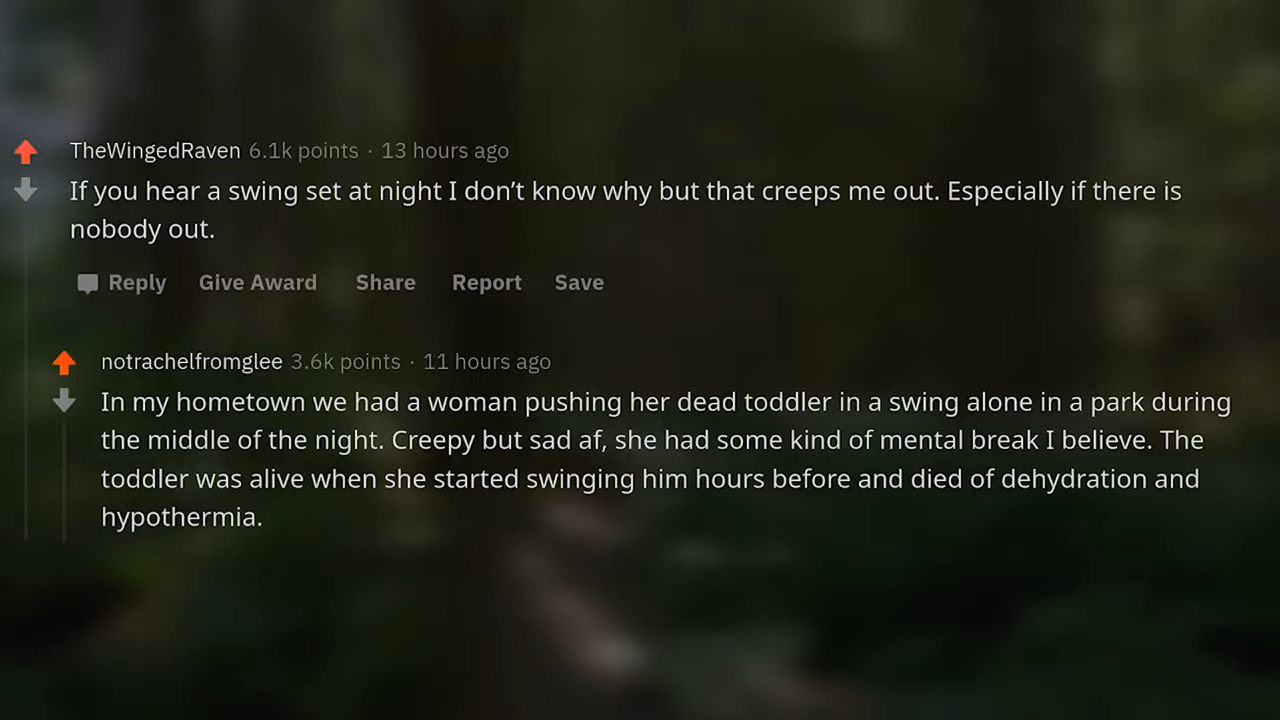 TheWingedRaven 6.1k points · 13 hours ago
If you hear a swing set at night I don’t know why but that creeps me out. Especially if there is
nobody out.
Reply Give Award Share Report Save
notrachelfromglee 3.6k points · 11 hours ago
In my hometown we had a woman pushing her dead toddler in a swing alone in a park during
the middle of the night. Creepy but sad af, she had some kind of mental break I believe. The
toddler was alive when she started swinging him hours before and died of dehydration and
hypothermia.